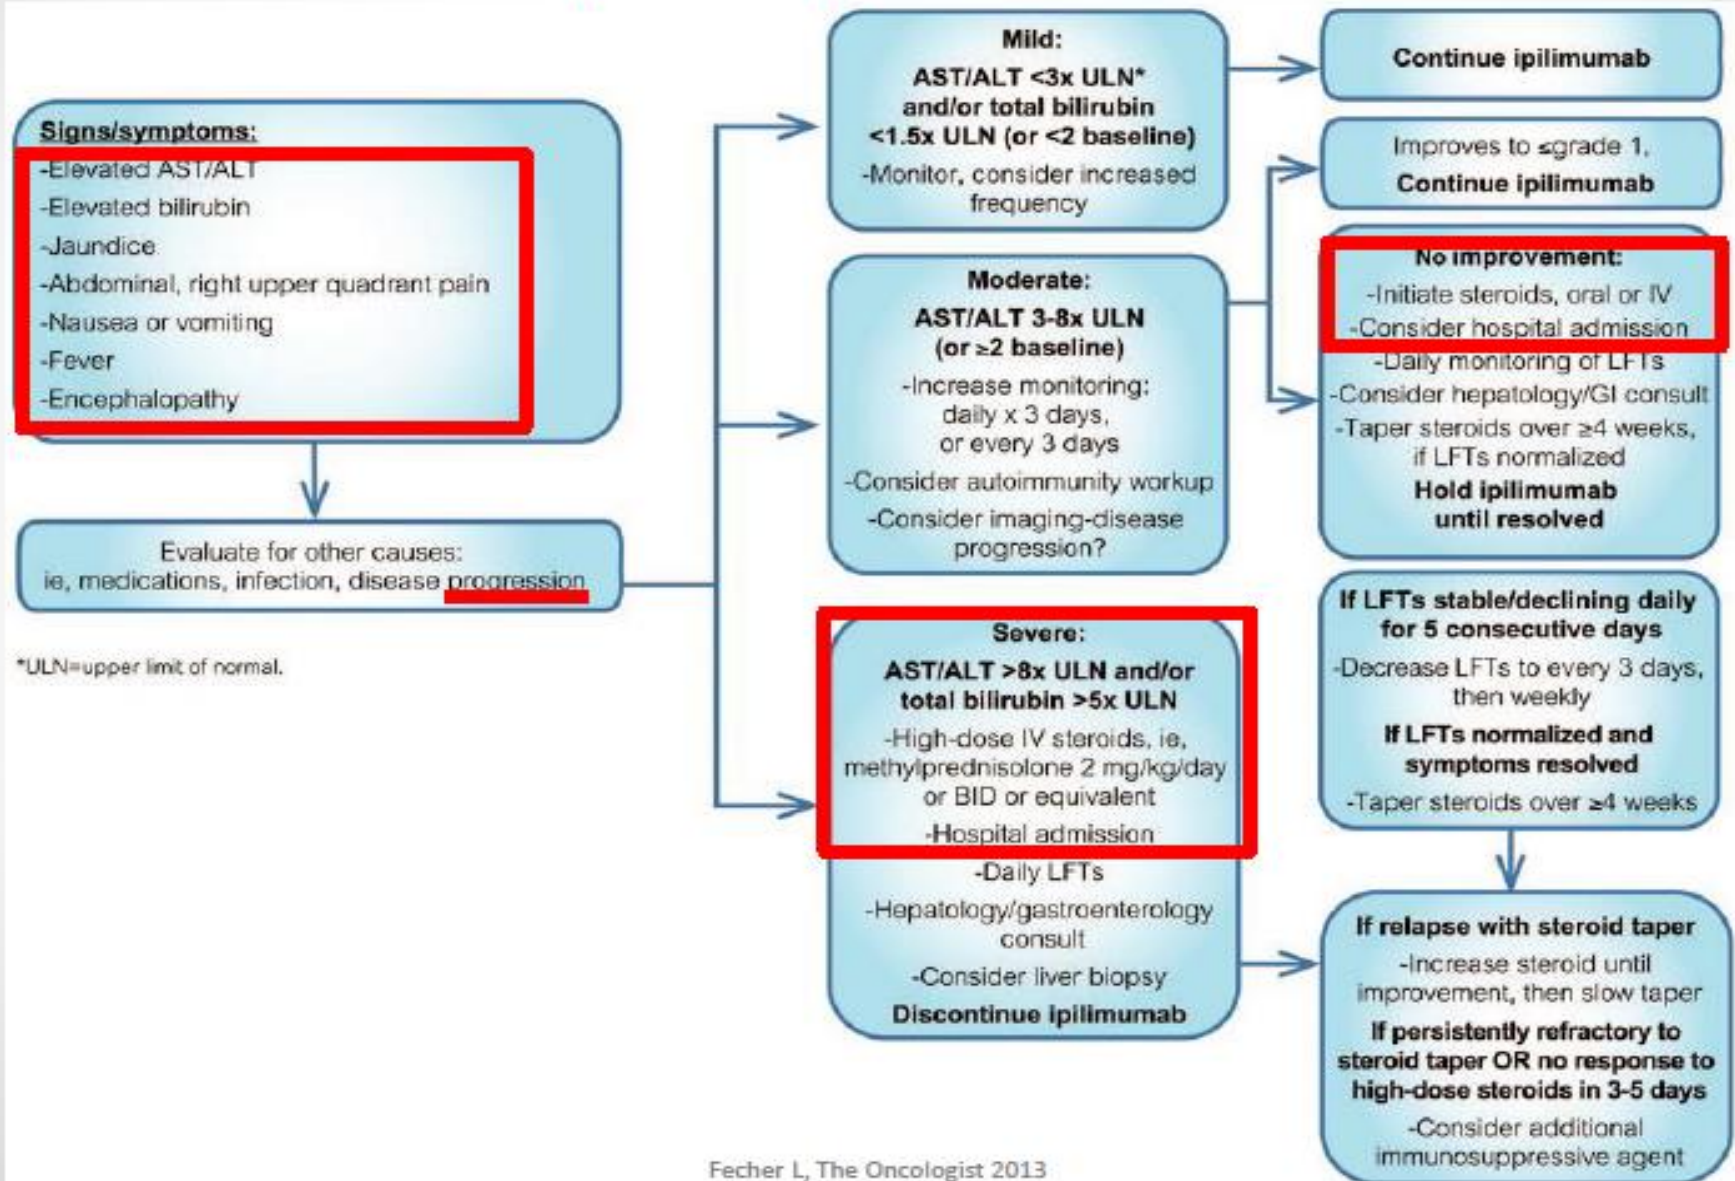 Signs/symptoms:
-Elevated AST/ALT
-Elevated bilirubin
-Jaundice
-Abdominal, right upper quadrant pain
-Nausea or vomiting
-Fever
-Encephalopathy
Evaluate for other causes:
ie, medications, infection, disease progression
*ULN=upper limit of normal.
Mild:
AST/ALT <3x ULN*
and/or total bilirubin
<1.5x ULN (or <2 baseline)
-Monitor, consider increased
frequency
Moderate:
AST/ALT 3-8x ULN
(or ≥2 baseline)
-Increase monitoring:
daily x 3 days,
or every 3 days
-Consider autoimmunity workup
-Consider imaging-disease
progression?
Severe:
AST/ALT >8x ULN and/or
total bilirubin >5x ULN
-High-dose IV steroids, ie,
methylprednisolone 2 mg/kg/day
or BID or equivalent
-Hospital admission
-Daily LFTs
-Hepatology/gastroenterology
consult
-Consider liver biopsy
Discontinue ipilimumab
Continue ipilimumab
Improves to ≤grade 1,
Continue ipilimumab
No improvement:
-Initiate steroids, oral or IV
-Consider hospital admission
-Daily monitoring of LFTs
-Consider hepatology/GI consult
-Taper steroids over ≥4 weeks,
if LFTs normalized
Hold ipilimumab
until resolved
If LFTs stable/declining daily
for 5 consecutive days
-Decrease LFTs to every 3 days,
then weekly
If LFTs normalized and
symptoms resolved
-Taper steroids over ≥4 weeks
If relapse with steroid taper
-Increase steroid until
improvement, then slow taper
If persistently refractory to
steroid taper OR no response to
high-dose steroids in 3-5 days
-Consider additional
immunosuppressive agent
Fecher L, The Oncologist 2013